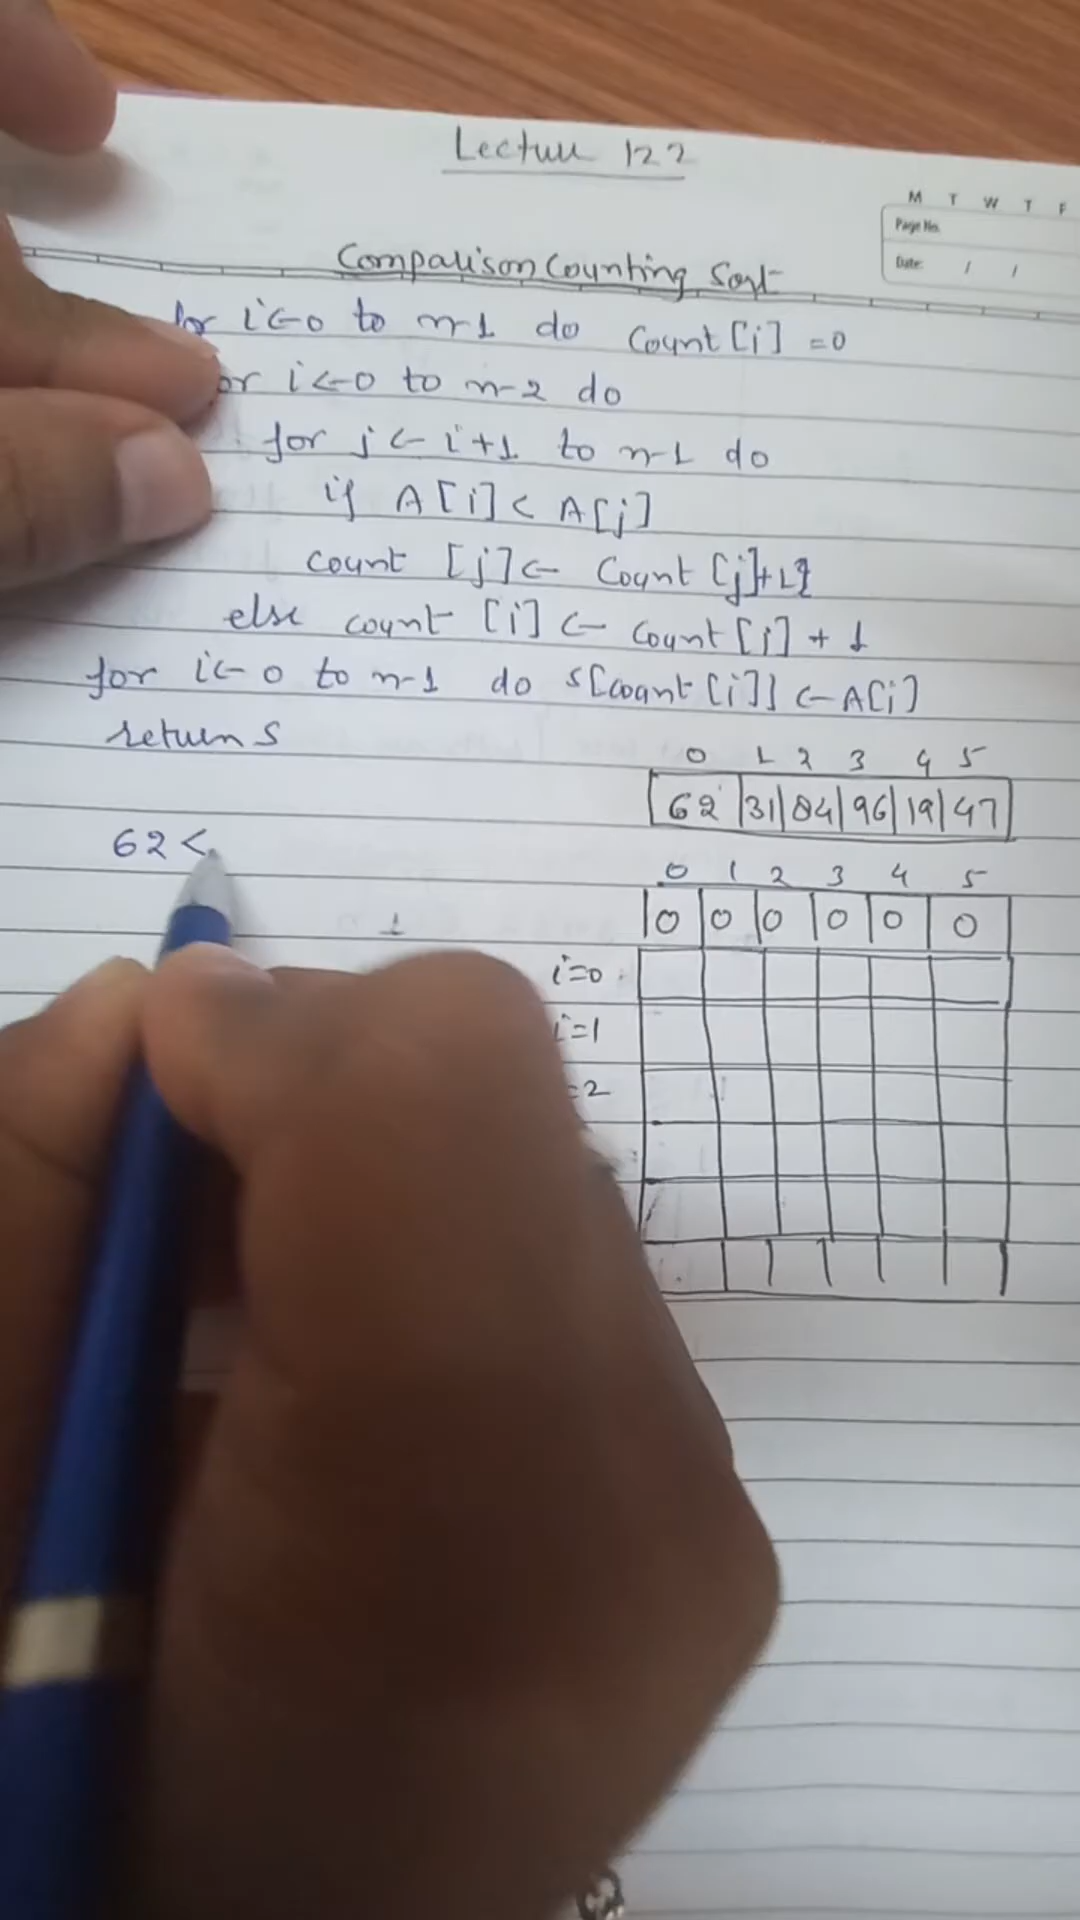 Lecture 122
M T W T F
Page No.
Date: / /
Comparison Counting Sort
for i←0 to n-1 do Count[i] =0
for i←0 to n-2 do
for j← i+1 to n-1 do
if A[i] < A[j]
count [j]← Count [j]+1}
else count [i] ← count[i] + 1
for i← 0 to n-1 do S[count[i]] ←A[i]
return S
0 1 2 3 4 5
62 31 84 96 19 47
62 <
0 1 2 3 4 5
0 0 0 0 0 0
i=0
i=1
=2